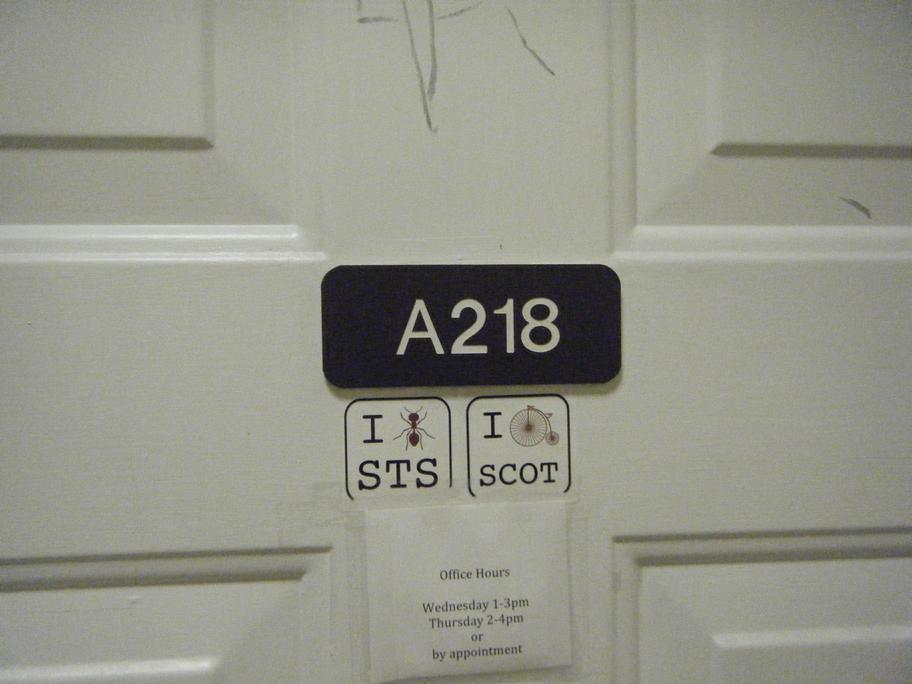 A218
I
STS
I
SCOT
Office Hours
Wednesday 1-3pm
Thursday 2-4pm
or
by appointment